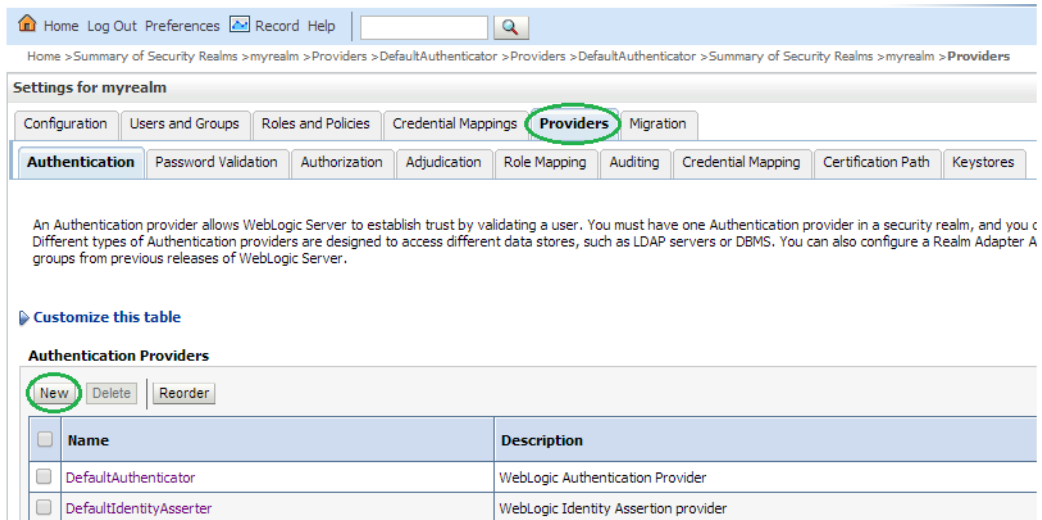 Home Log Out Preferences Record Help
Home >Summary of Security Realms >myrealm >Providers >DefaultAuthenticator >Providers >DefaultAuthenticator >Summary of Security Realms >myrealm >Providers
Settings for myrealm
Configuration Users and Groups Roles and Policies Credential Mappings Providers Migration
Authentication Password Validation Authorization Adjudication Role Mapping Auditing Credential Mapping Certification Path Keystores
An Authentication provider allows WebLogic Server to establish trust by validating a user. You must have one Authentication provider in a security realm, and you
Different types of Authentication providers are designed to access different data stores, such as LDAP servers or DBMS. You can also configure a Realm Adapter A
groups from previous releases of WebLogic Server.
Customize this table
Authentication Providers
New Delete Reorder
Name Description
DefaultAuthenticator WebLogic Authentication Provider
DefaultIdentityAsserter WebLogic Identity Assertion provider